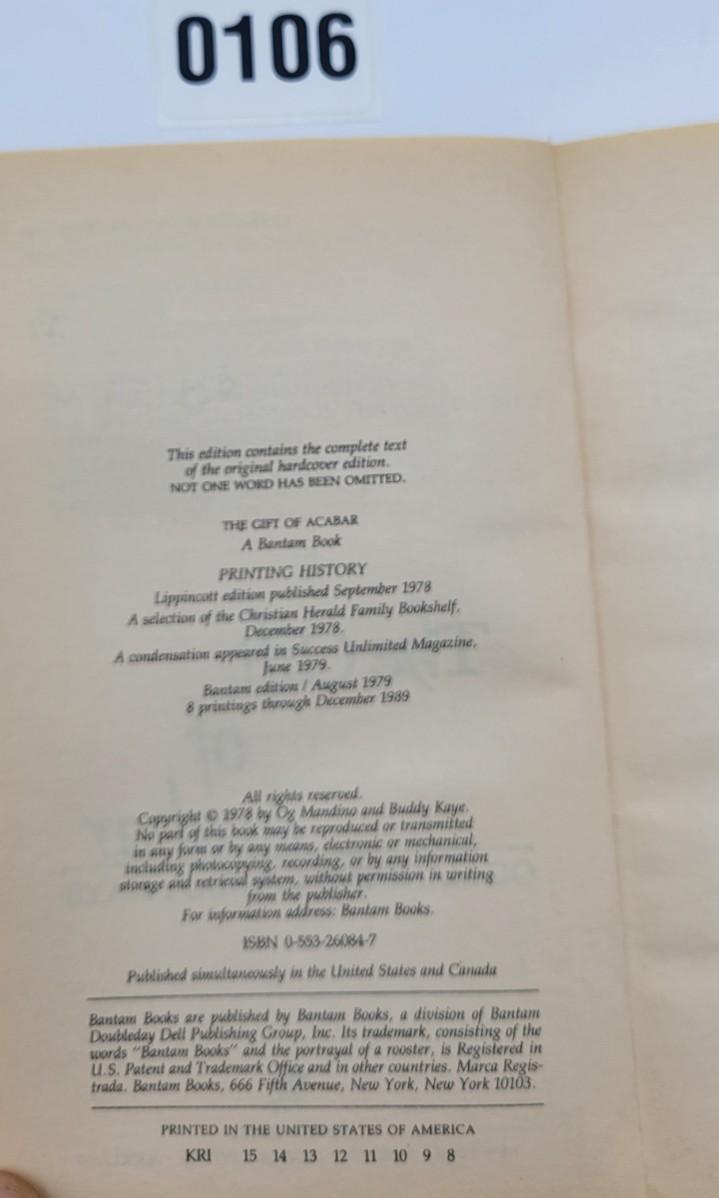 0106
This edition contains the complete text
of the original hardcover edition.
NOT ONE WORD HAS BEEN OMITTED.
THE GIFT OF ACABAR
A Bantam Book
PRINTING HISTORY
Lippincott edition published September 1978
A selection of the Christian Herald Family Bookshelf,
December 1978.
A condensation appeared in Success Unlimited Magazine,
June 1979.
Bantam edition / August 1979
8 printings through December 1989
All rights reserved.
Copyright © 1978 by Og Mandino and Buddy Kaye.
No part of this book may be reproduced or transmitted
in any form or by any means, electronic or mechanical,
including photocopying, recording, or by any information
storage and retrieval system, without permission in writing
from the publisher.
For information address: Bantam Books.
ISBN 0-553-26084-7
Published simultaneously in the United States and Canada
Bantam Books are published by Bantam Books, a division of Bantam
Doubleday Dell Publishing Group, Inc. Its trademark, consisting of the
words "Bantam Books" and the portrayal of a rooster, is Registered in
U.S. Patent and Trademark Office and in other countries. Marca Regis-
trada. Bantam Books, 666 Fifth Avenue, New York, New York 10103.
PRINTED IN THE UNITED STATES OF AMERICA
KRI 15 14 13 12 11 10 9 8